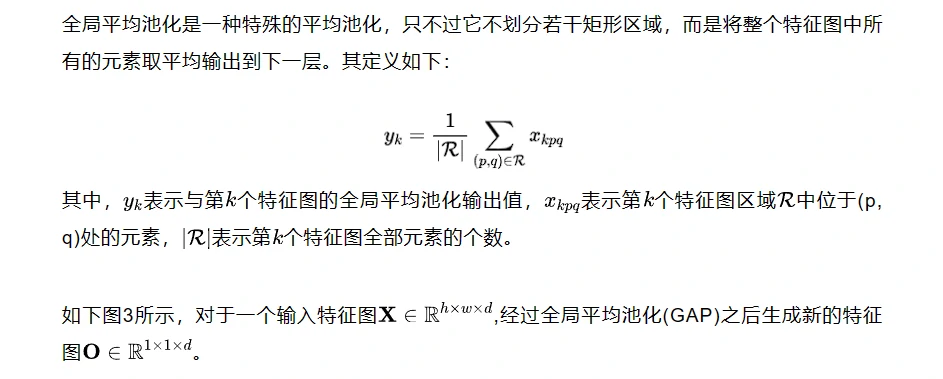 全局平均池化是一种特殊的平均池化，只不过它不划分若干矩形区域，而是将整个特征图中所
有的元素取平均输出到下一层。其定义如下：
y_k = \frac{1}{|\mathcal{R}|} \sum_{(p,q)\in\mathcal{R}} x_{kpq}
其中，y_k表示与第k个特征图的全局平均池化输出值，x_{kpq}表示第k个特征图区域\mathcal{R}中位于(p,
q)处的元素，|\mathcal{R}|表示第k个特征图全部元素的个数。
如下图3所示，对于一个输入特征图\mathbf{X} \in \mathbb{R}^{h×w×d},经过全局平均池化(GAP)之后生成新的特征
图\mathbf{O} \in \mathbb{R}^{1×1×d}。